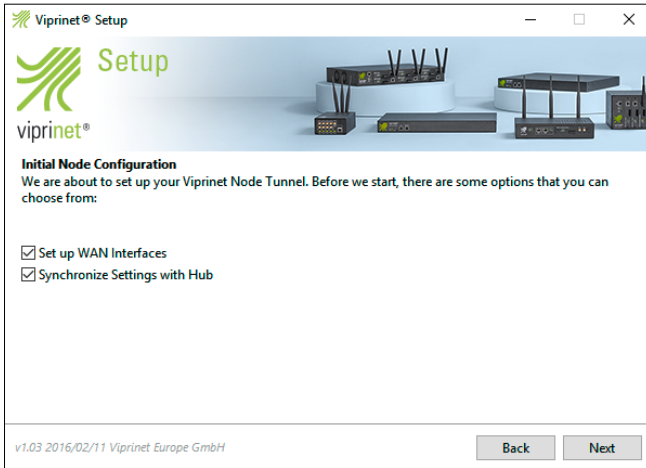 Viprinet® Setup
Setup
viprinet®
Initial Node Configuration
We are about to set up your Viprinet Node Tunnel. Before we start, there are some options that you can
choose from:
Set up WAN Interfaces
Synchronize Settings with Hub
v1.03 2016/02/11 Viprinet Europe GmbH
Back
Next